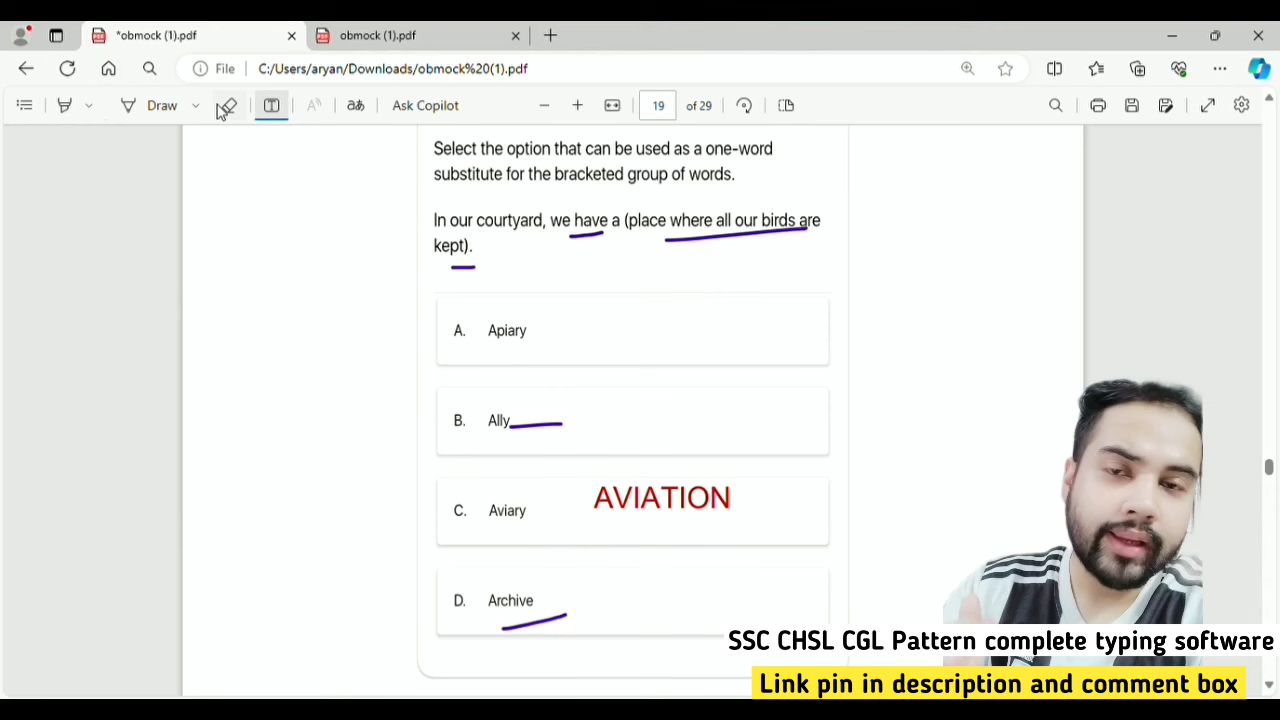 *obmock (1).pdf
obmock (1).pdf
File
C:/Users/aryan/Downloads/obmock%20(1).pdf
Draw
aあ
Ask Copilot
19 of 29
Select the option that can be used as a one-word
substitute for the bracketed group of words.
In our courtyard, we have a (place where all our birds are
kept).
A. Apiary
B. Ally
AVIATION
C. Aviary
D. Archive
SSC CHSL CGL Pattern complete typing software
Link pin in description and comment box